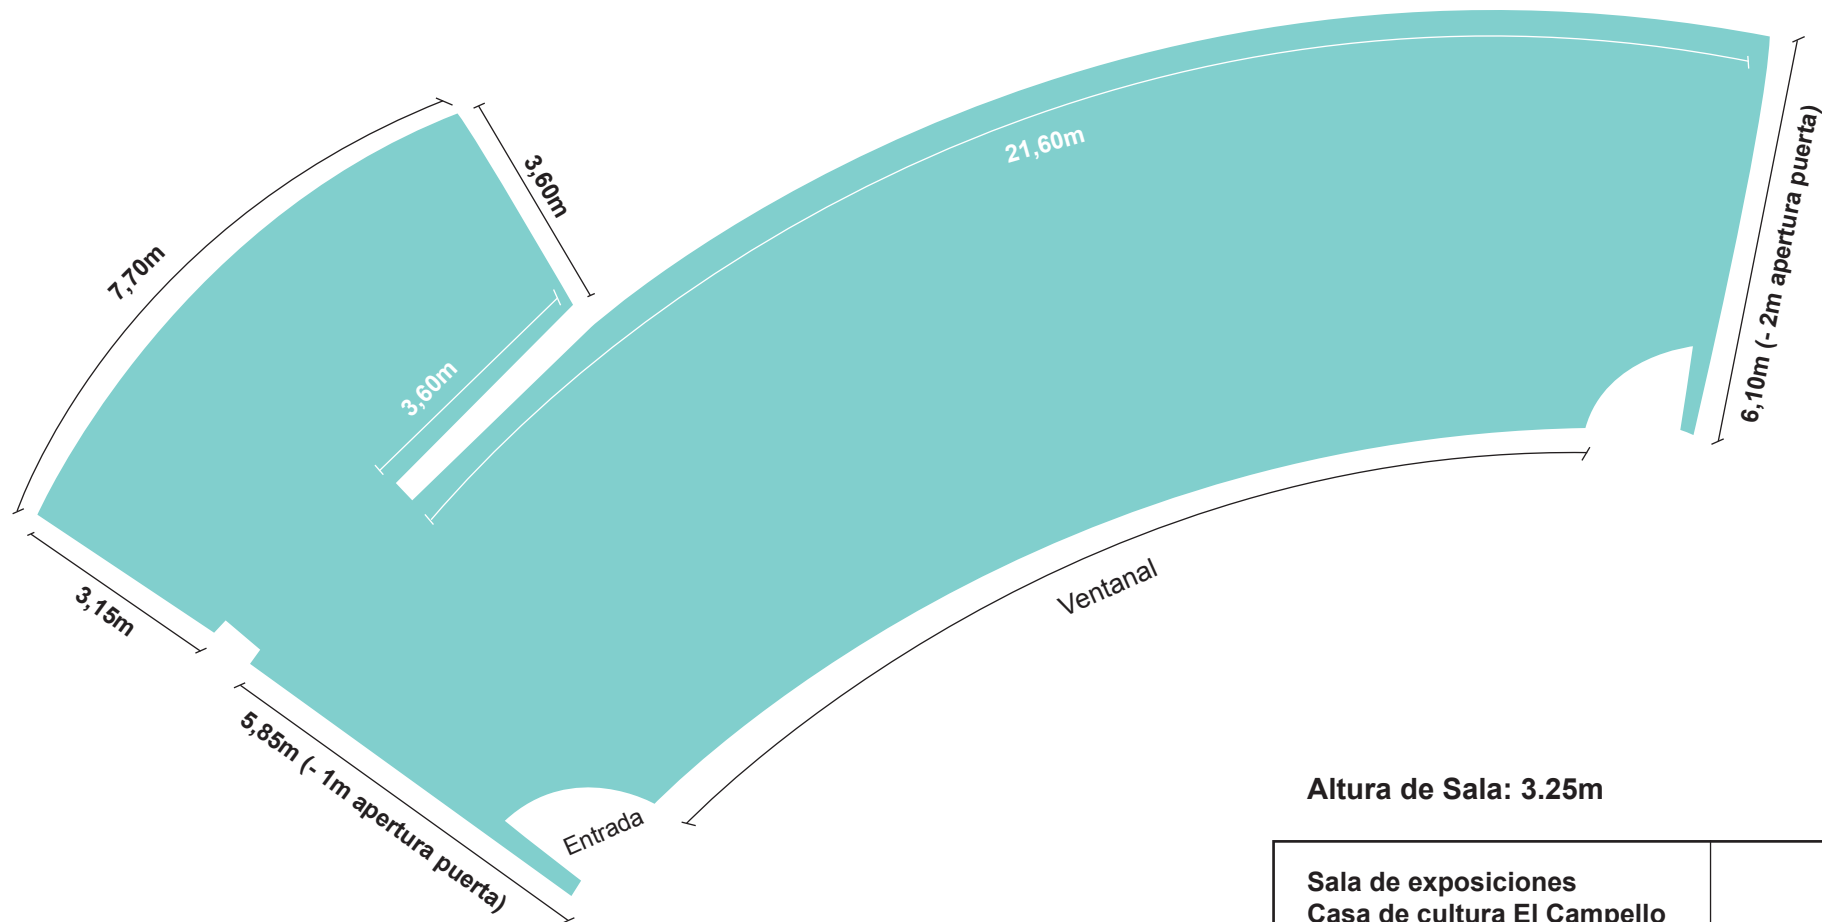 21,60m
3,60m
7,70m
6,10m (- 2m apertura puerta)
3,60m
Ventanal
3,15m
5,85m (- 1m apertura puerta)
Entrada
Altura de Sala: 3.25m
Sala de exposiciones
Casa de cultura El Campello